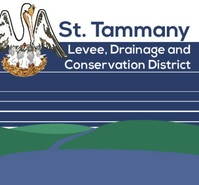 St. Tammany
Levee, Drainage and
Conservation District